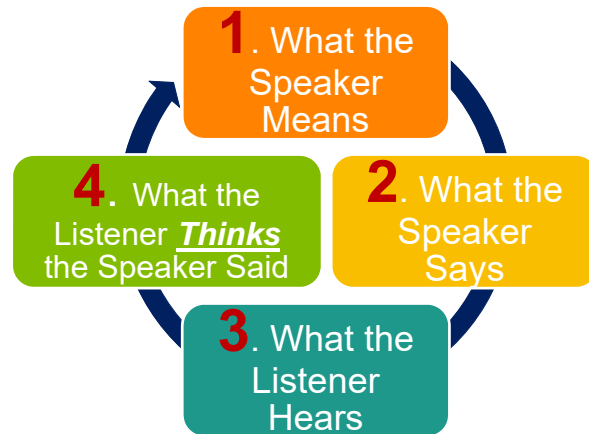 1. What the
Speaker
Means
2. What the
Speaker
Says
3. What the
Listener
Hears
4. What the
Listener Thinks
the Speaker Said